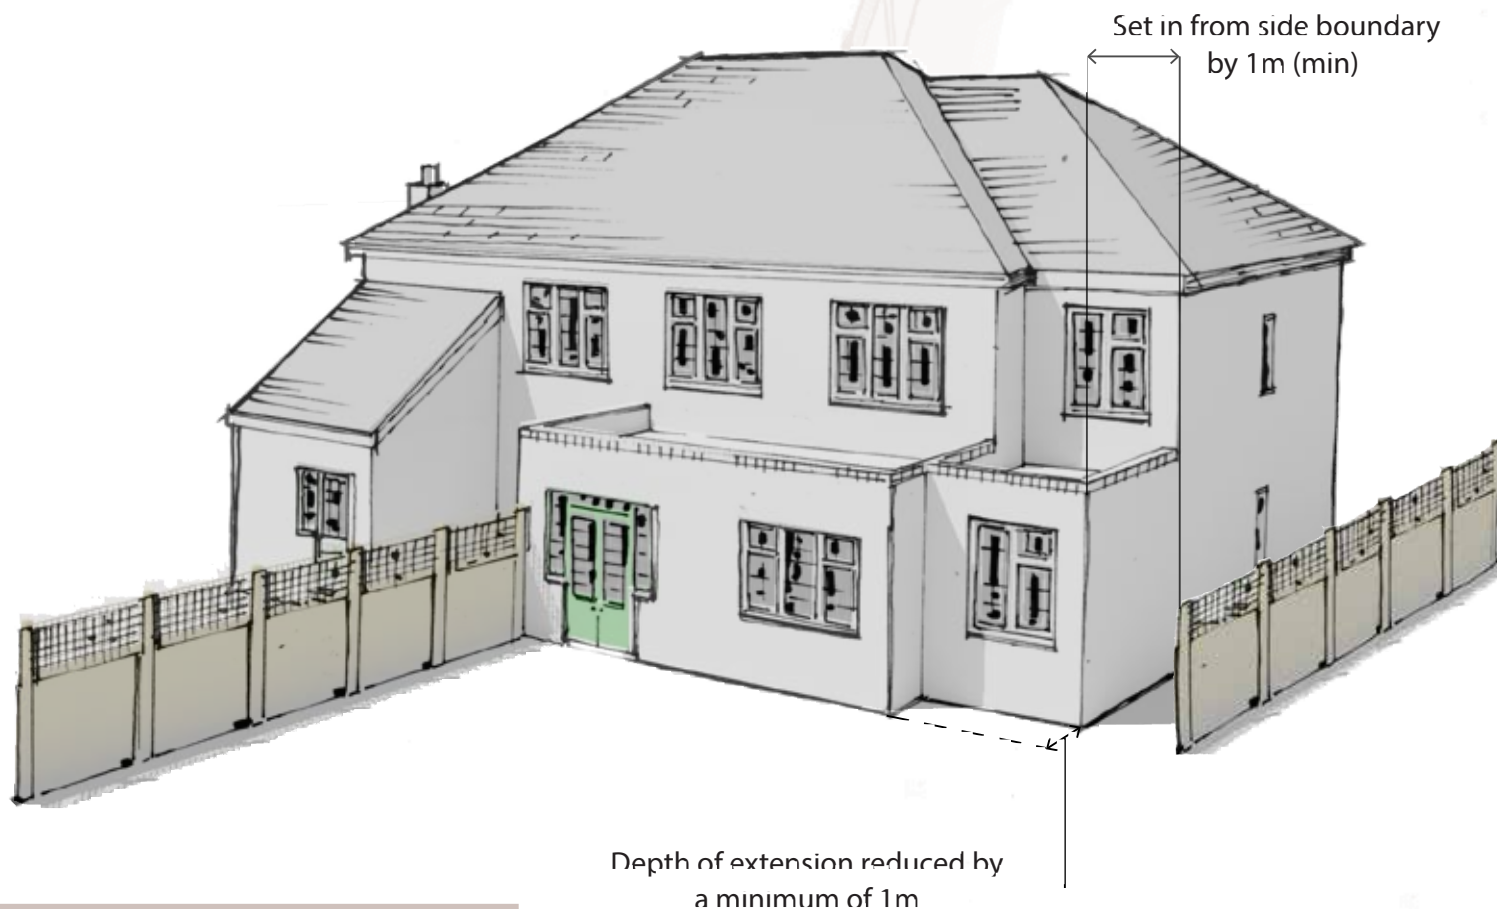 Set in from side boundary
by 1m (min)
Depth of extension reduced by
a minimum of 1m